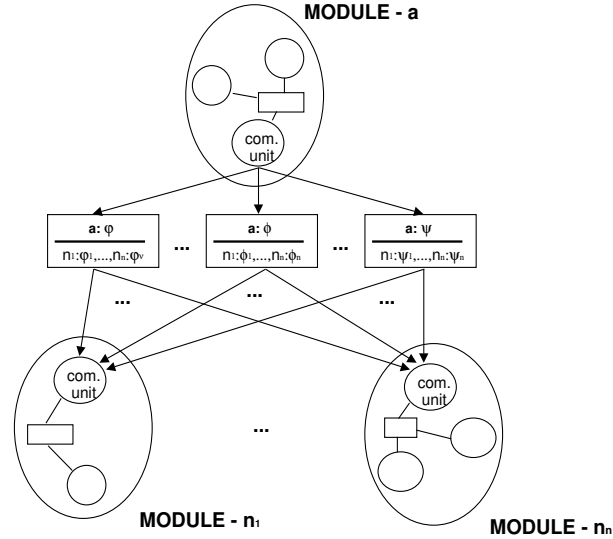 MODULE - a
com.
unit
a: φ ... a: ϕ ... a: ψ
n₁:φ₁,...,nₙ:φᵥ n₁:ϕ₁,...,nₙ:ϕₙ n₁:ψ₁,...,nₙ:ψₙ
... ... ...
com.
unit
com.
unit
...
MODULE - n₁
MODULE - nₙ